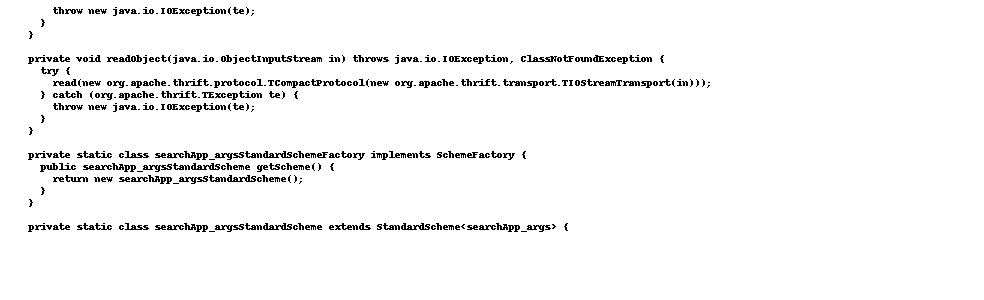 throw new java.io.IOException(te);
    }
  }

  private void readObject(java.io.ObjectInputStream in) throws java.io.IOException, ClassNotFoundException {
    try {
      read(new org.apache.thrift.protocol.TCompactProtocol(new org.apache.thrift.transport.TIOStreamTransport(in)));
    } catch (org.apache.thrift.TException te) {
      throw new java.io.IOException(te);
    }
  }

  private static class searchApp_argsStandardSchemeFactory implements SchemeFactory {
    public searchApp_argsStandardScheme getScheme() {
      return new searchApp_argsStandardScheme();
    }
  }

  private static class searchApp_argsStandardScheme extends StandardScheme<searchApp_args> {